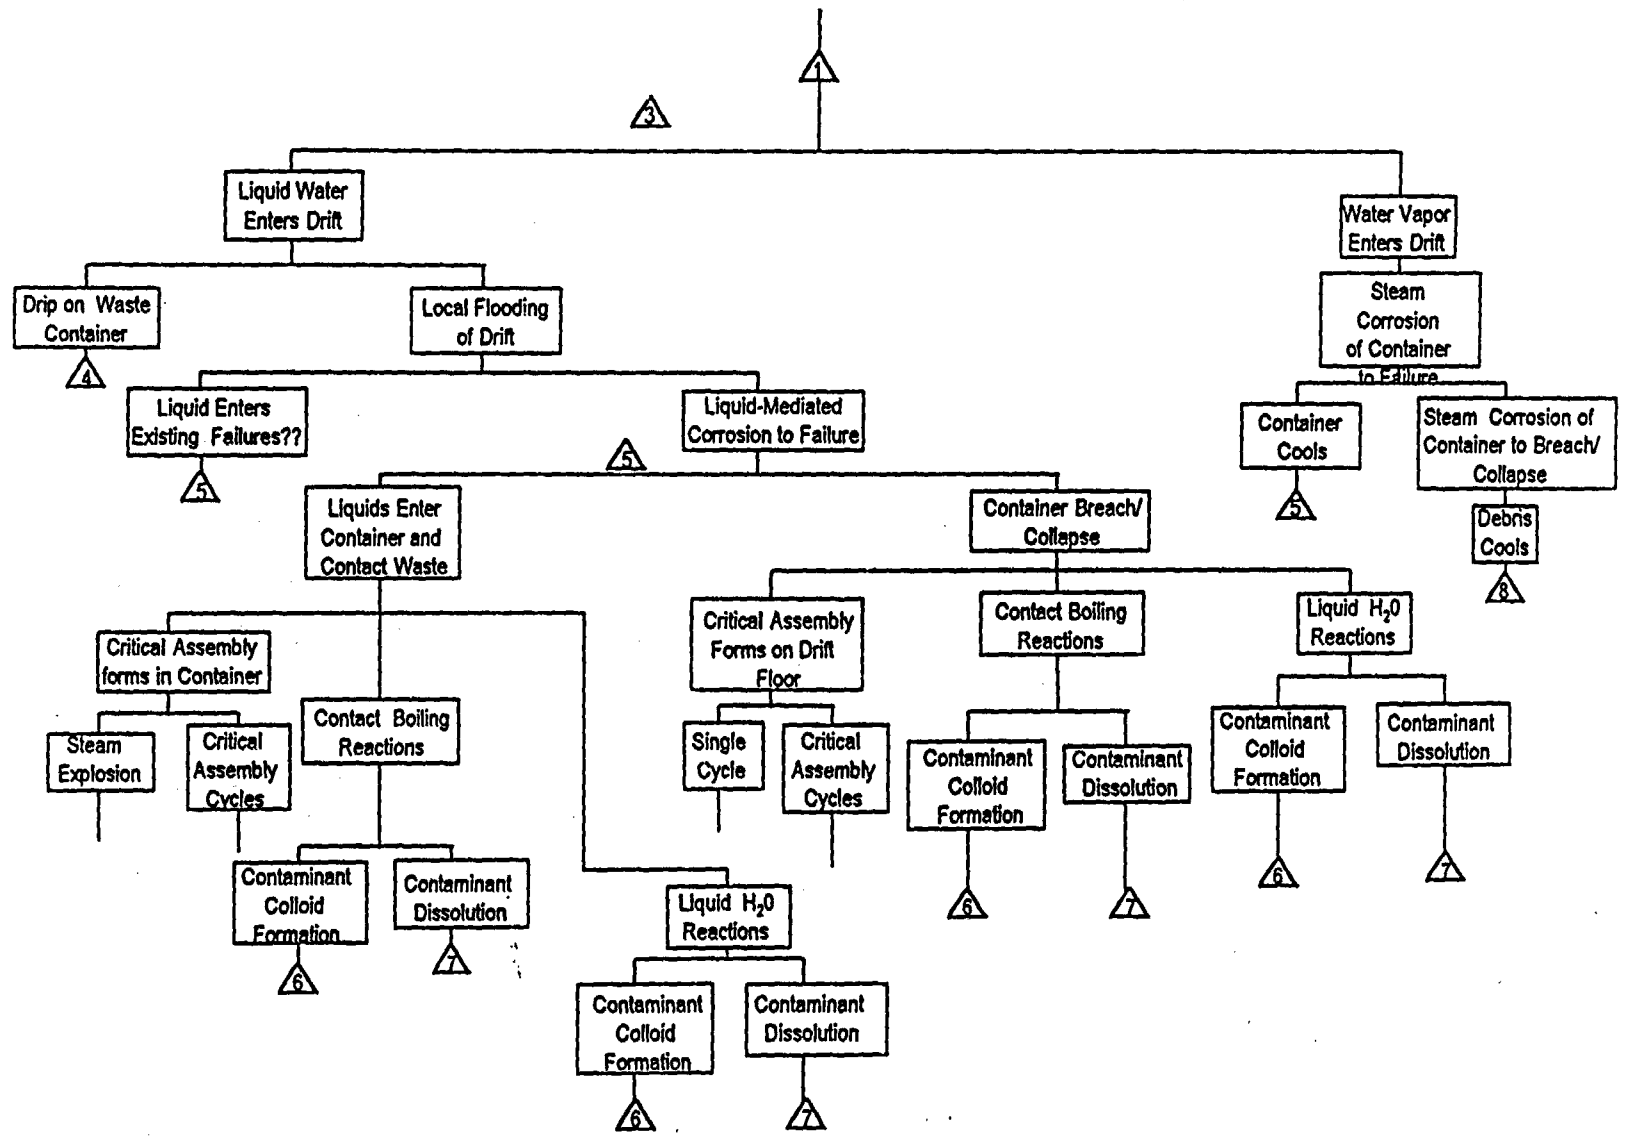 1
3
Liquid Water
Enters Drift
Water Vapor
Enters Drift
Drip on Waste
Container
4
Local Flooding
of Drift
Steam
Corrosion
of Container
to Failure
Liquid Enters
Existing Failures??
5
Liquid-Mediated
Corrosion to Failure
5
Container
Cools
5
Steam Corrosion of
Container to Breach/
Collapse
Debris
Cools
8
Liquids Enter
Container and
Contact Waste
Container Breach/
Collapse
Critical Assembly
forms in Container
Steam
Explosion
Critical
Assembly
Cycles
Contact Boiling
Reactions
Contaminant
Colloid
Formation
6
Contaminant
Dissolution
7
Liquid H₂0
Reactions
Contaminant
Colloid
Formation
6
Contaminant
Dissolution
7
Critical Assembly
Forms on Drift
Floor
Single
Cycle
Critical
Assembly
Cycles
Contact Boiling
Reactions
Contaminant
Colloid
Formation
6
Contaminant
Dissolution
7
Liquid H₂0
Reactions
Contaminant
Colloid
Formation
6
Contaminant
Dissolution
7